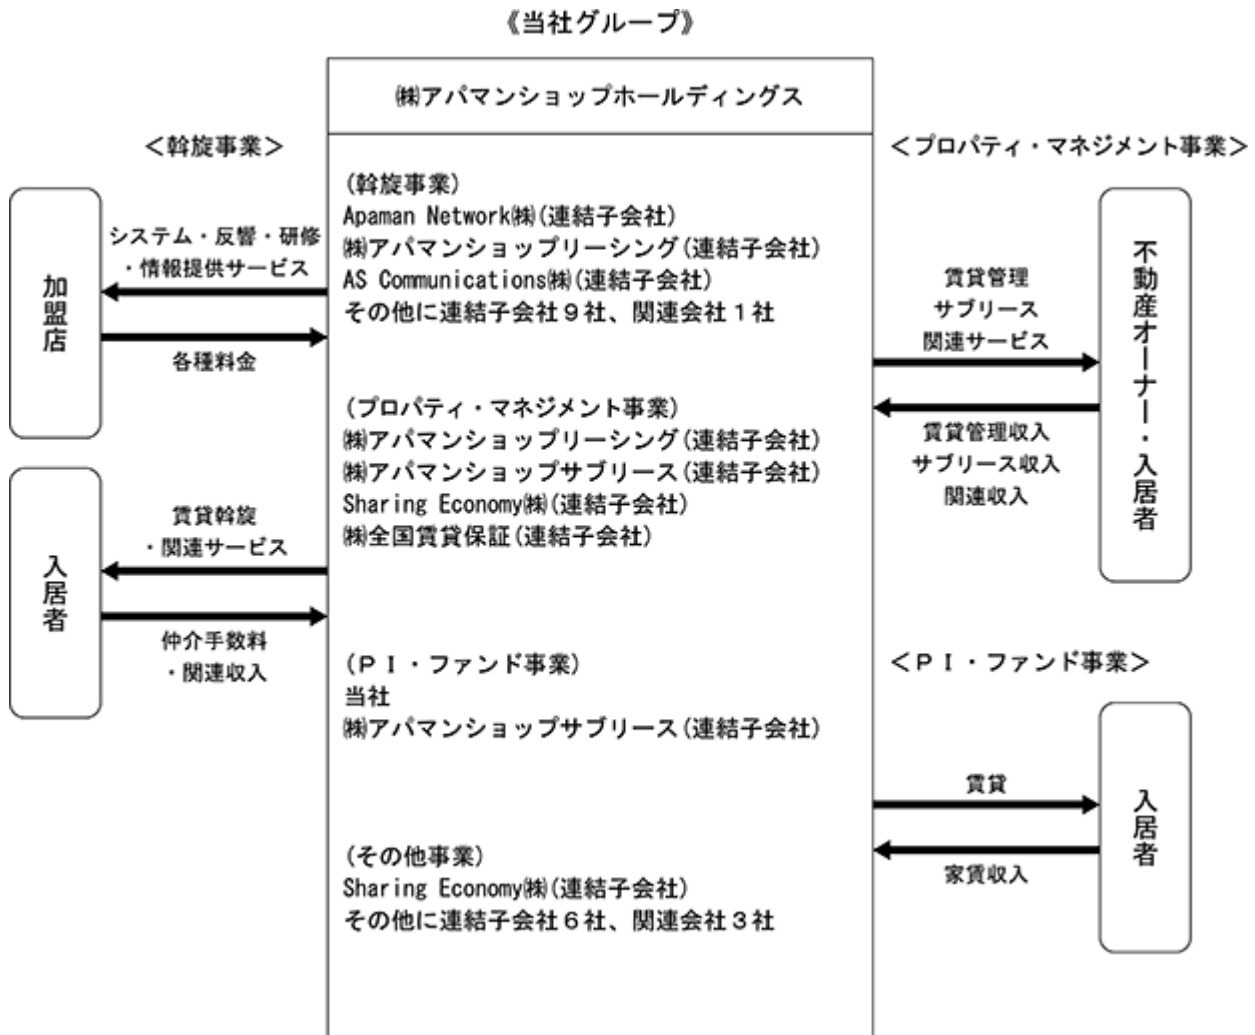 《当社グループ》
㈱アパマンショップホールディングス
＜斡旋事業＞
システム・反響・研修
・情報提供サービス
加盟店
各種料金
賃貸斡旋
・関連サービス
入居者
仲介手数料
・関連収入
(斡旋事業)
Apaman Network㈱(連結子会社)
㈱アパマンショップリーシング(連結子会社)
AS Communications㈱(連結子会社)
その他に連結子会社９社、関連会社１社
(プロパティ・マネジメント事業)
㈱アパマンショップリーシング(連結子会社)
㈱アパマンショップサブリース(連結子会社)
Sharing Economy㈱(連結子会社)
㈱全国賃貸保証(連結子会社)
(ＰＩ・ファンド事業)
当社
㈱アパマンショップサブリース(連結子会社)
(その他事業)
Sharing Economy㈱(連結子会社)
その他に連結子会社６社、関連会社３社
＜プロパティ・マネジメント事業＞
賃貸管理
サブリース
関連サービス
不動産オーナー・入居者
賃貸管理収入
サブリース収入
関連収入
＜ＰＩ・ファンド事業＞
賃貸
入居者
家賃収入